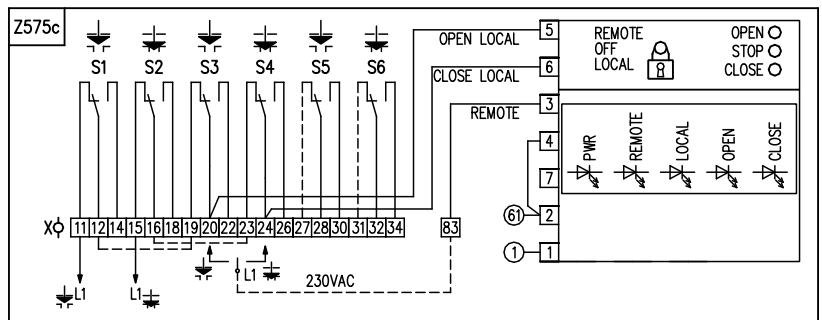 Z575c
S1 S2 S3 S4 S5 S6
OPEN LOCAL
CLOSE LOCAL
REMOTE
5
6
3
4
7
2
1
61
1
REMOTE
OFF
LOCAL
OPEN
STOP
CLOSE
PWR
REMOTE
LOCAL
OPEN
CLOSE
X
11 12 14 15 16 18 19 20 22 23 24 26 27 28 30 31 32 34
83
L1
L1
L1
230VAC